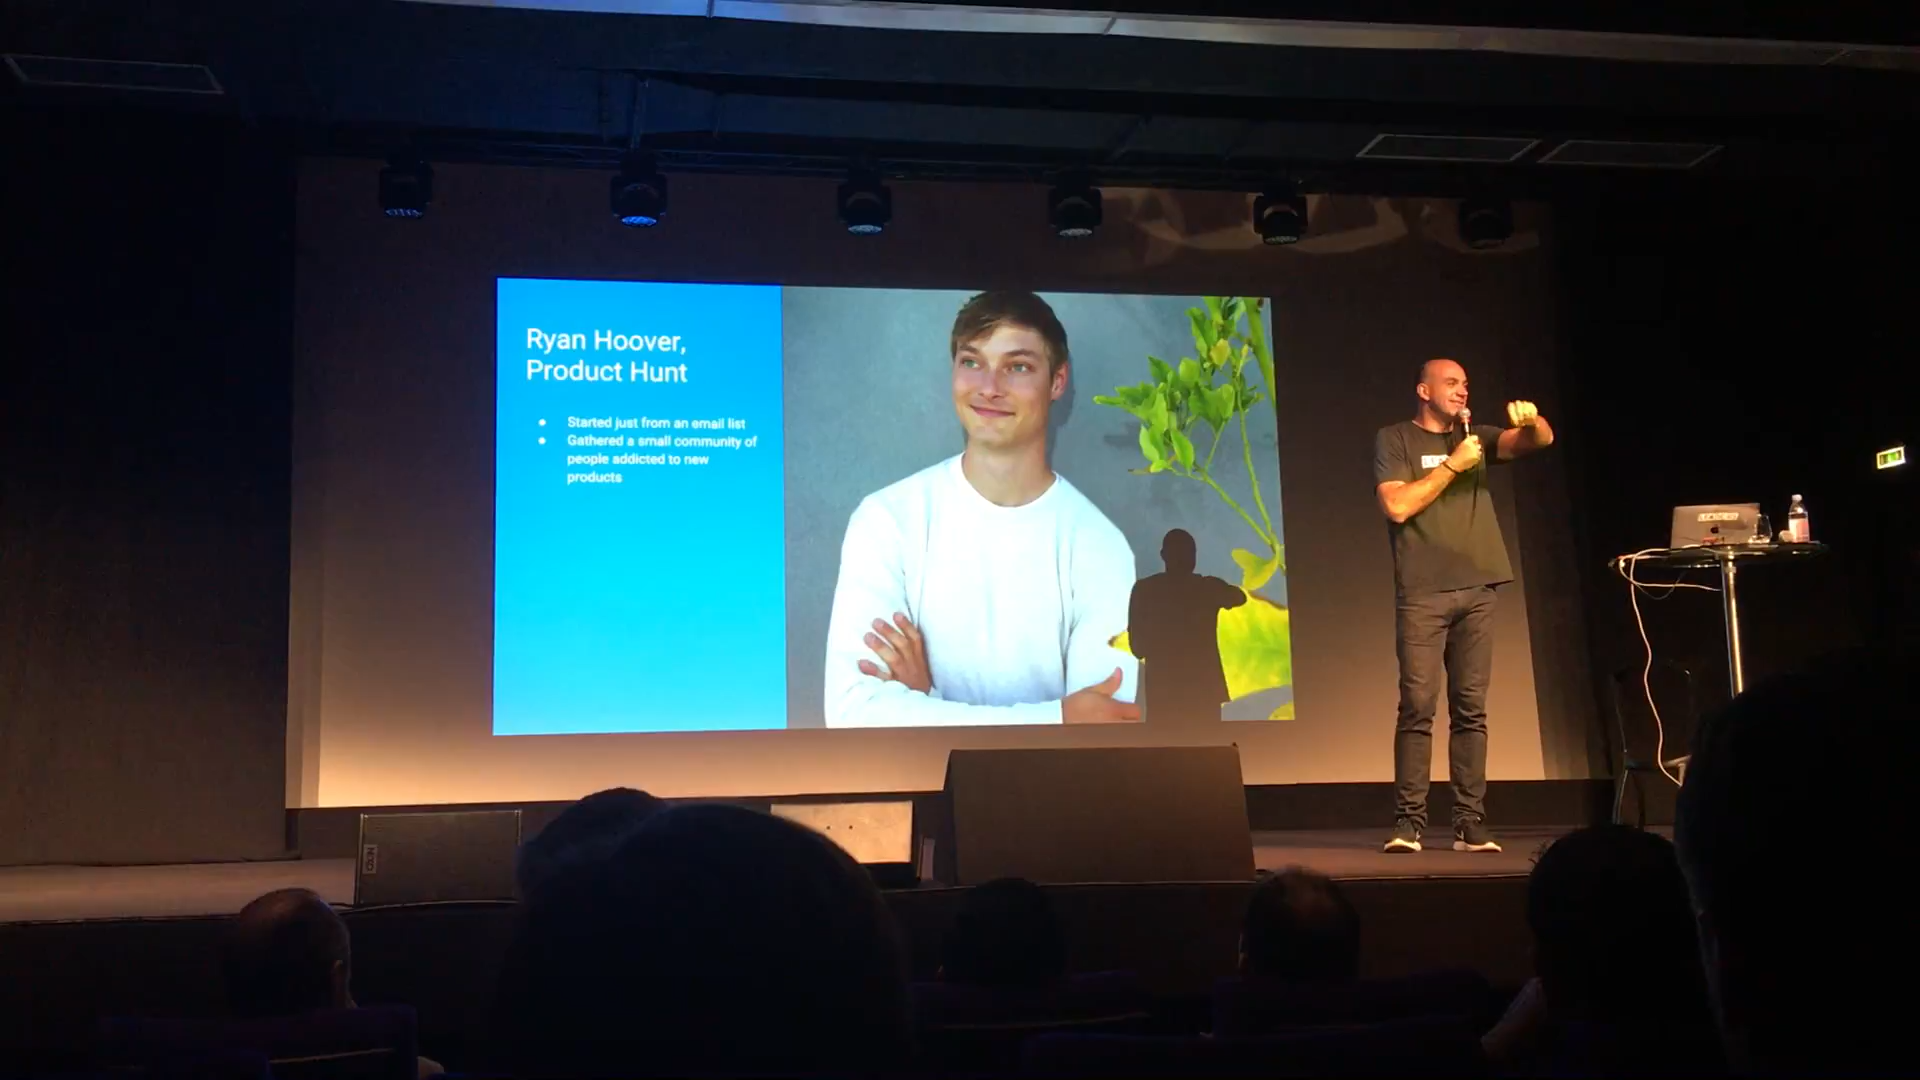 Ryan Hoover,
Product Hunt
● Started just from an email list
● Gathered a small community of
people addicted to new
products
NEXO